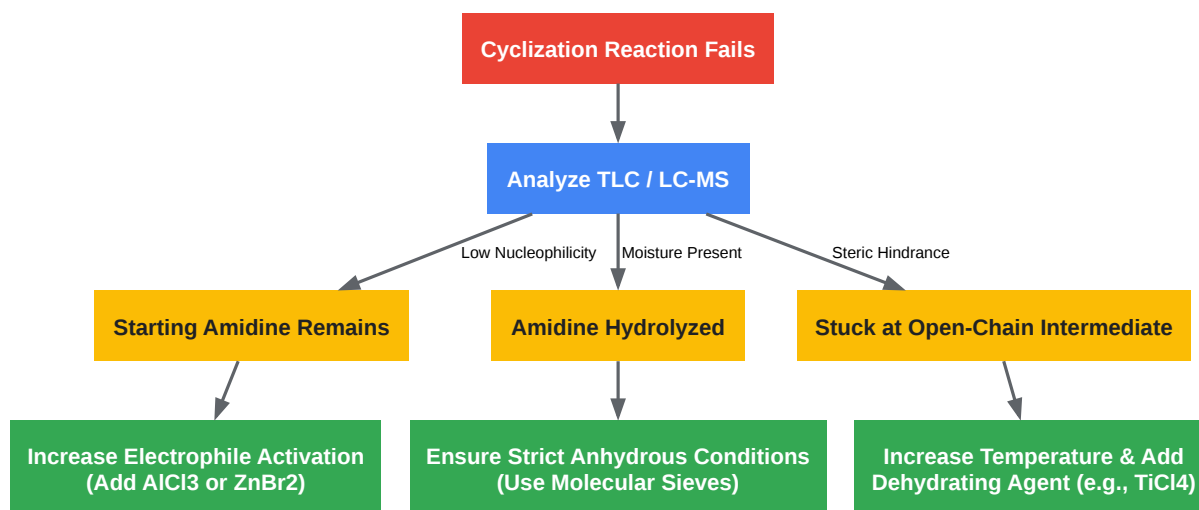 Cyclization Reaction Fails
Analyze TLC / LC-MS
Low Nucleophilicity
Moisture Present
Steric Hindrance
Starting Amidine Remains
Amidine Hydrolyzed
Stuck at Open-Chain Intermediate
Increase Electrophile Activation
(Add AlCl3 or ZnBr2)
Ensure Strict Anhydrous Conditions
(Use Molecular Sieves)
Increase Temperature & Add
Dehydrating Agent (e.g., TiCl4)